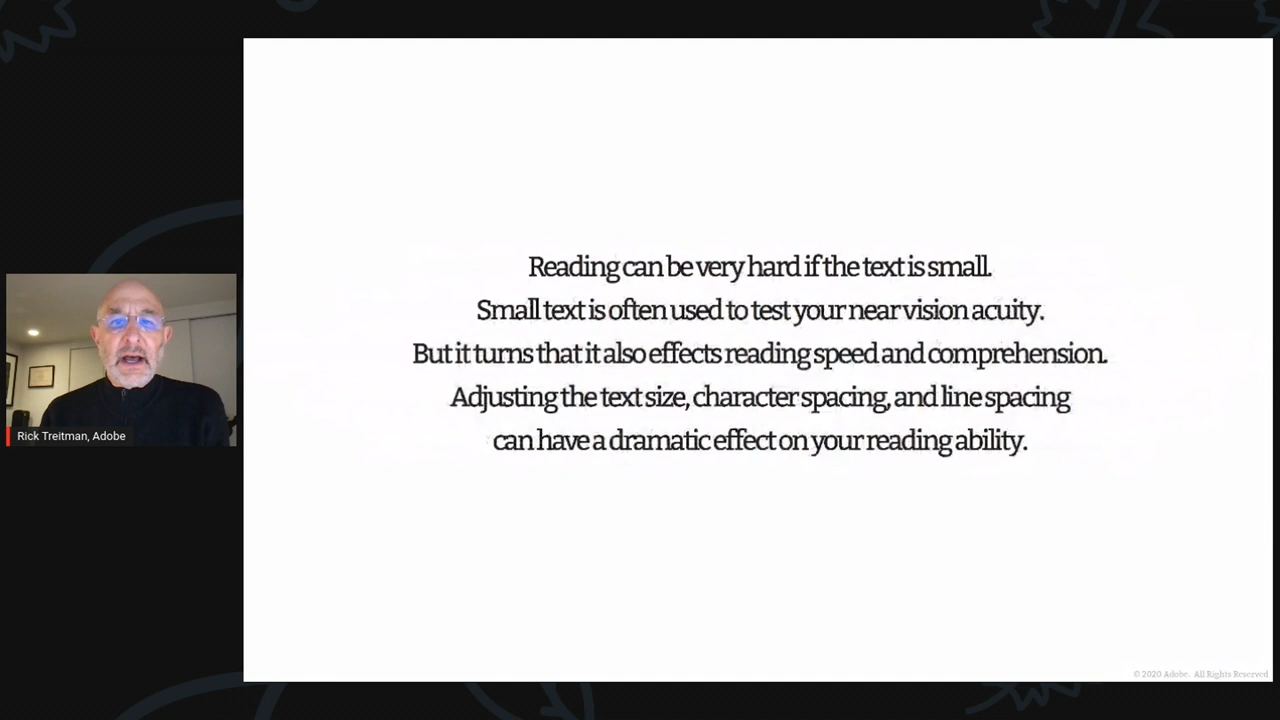 Reading can be very hard if the text is small.
Small text is often used to test your near vision acuity.
But it turns that it also effects reading speed and comprehension.
Adjusting the text size, character spacing, and line spacing
can have a dramatic effect on your reading ability.
Rick Treitman, Adobe
© 2020 Adobe. All Rights Reserved